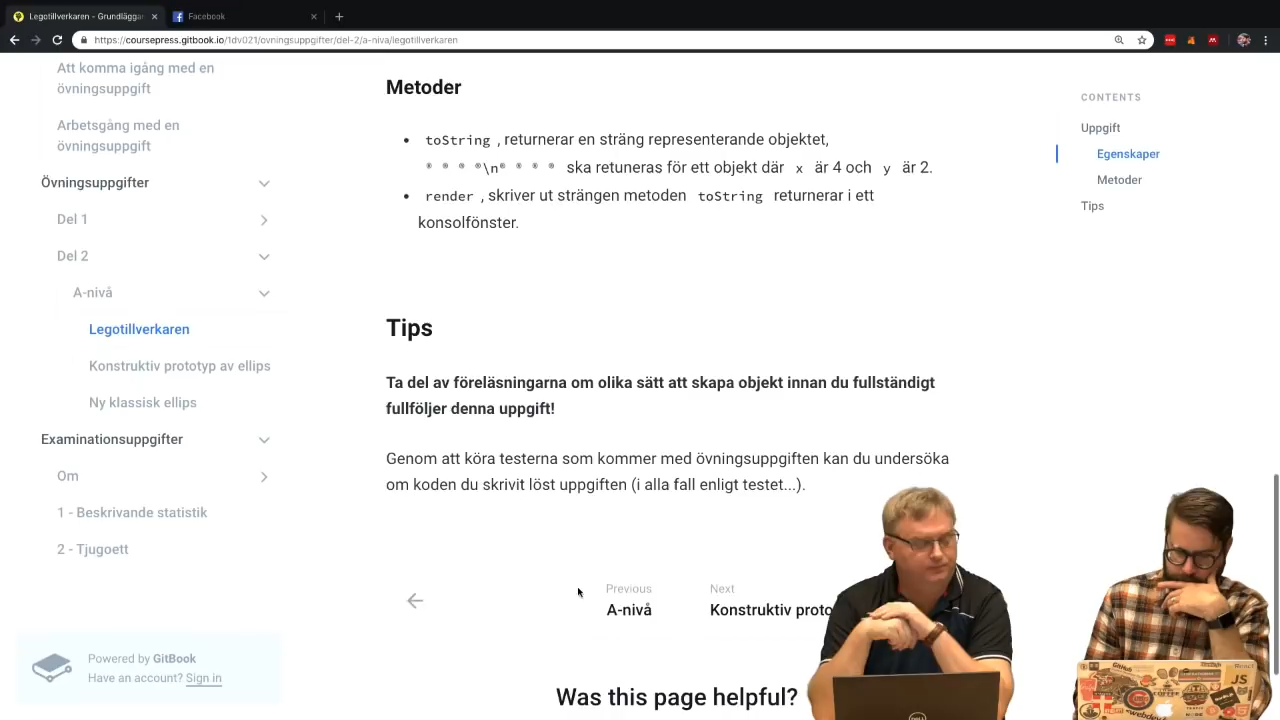 Legotillverkaren - Grundläggan
Facebook
https://coursepress.gitbook.io/1dv021/ovningsuppgifter/del-2/a-niva/legotillverkaren
Att komma igång med en
övningsuppgift
Arbetsgång med en
övningsuppgift
Övningsuppgifter
Del 1
Del 2
A-nivå
Legotillverkaren
Konstruktiv prototyp av ellips
Ny klassisk ellips
Examinationsuppgifter
Om
1 - Beskrivande statistik
2 - Tjugoett
Powered by GitBook
Have an account? Sign in
Metoder
• toString , returnerar en sträng representerande objektet,
° ° ° °\n° ° ° ° ska retuneras för ett objekt där x är 4 och y är 2.
• render , skriver ut strängen metoden toString returnerar i ett
konsolfönster.
Tips
Ta del av föreläsningarna om olika sätt att skapa objekt innan du fullständigt
fullföljer denna uppgift!
Genom att köra testerna som kommer med övningsuppgiften kan du undersöka
om koden du skrivit löst uppgiften (i alla fall enligt testet...).
Previous
A-nivå
Next
Konstruktiv proto
Was this page helpful?
CONTENTS
Uppgift
Egenskaper
Metoder
Tips
DELL
GitHub
JS